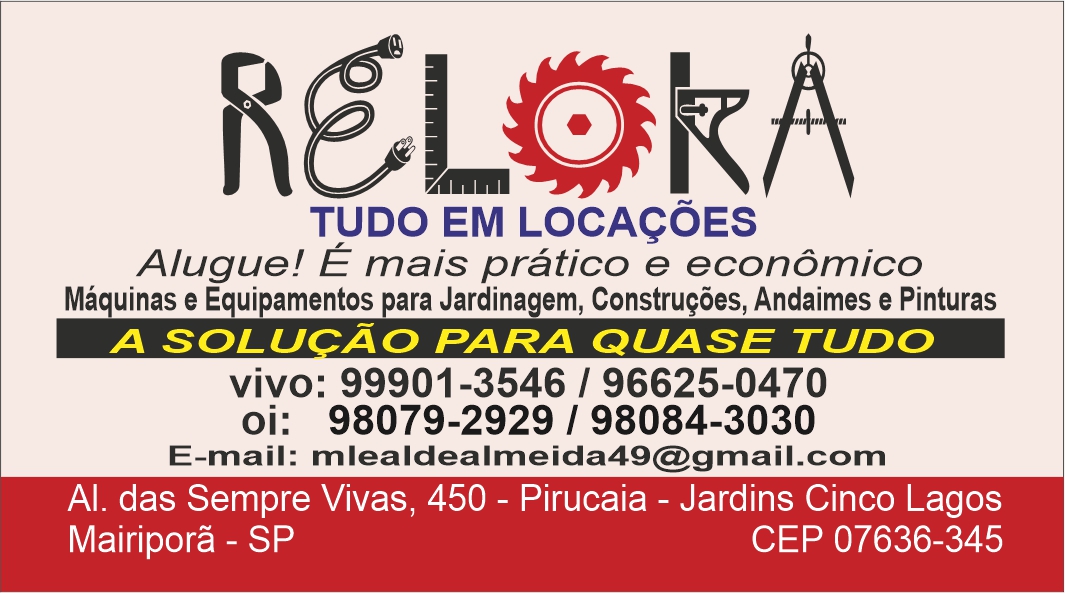 RELOKA
TUDO EM LOCAÇÕES
Alugue! É mais prático e econômico
Máquinas e Equipamentos para Jardinagem, Construções, Andaimes e Pinturas
A SOLUÇÃO PARA QUASE TUDO
vivo: 99901-3546 / 96625-0470
oi: 98079-2929 / 98084-3030
E-mail: mlealdealmeida49@gmail.com
Al. das Sempre Vivas, 450 - Pirucaia - Jardins Cinco Lagos
Mairiporã - SP CEP 07636-345